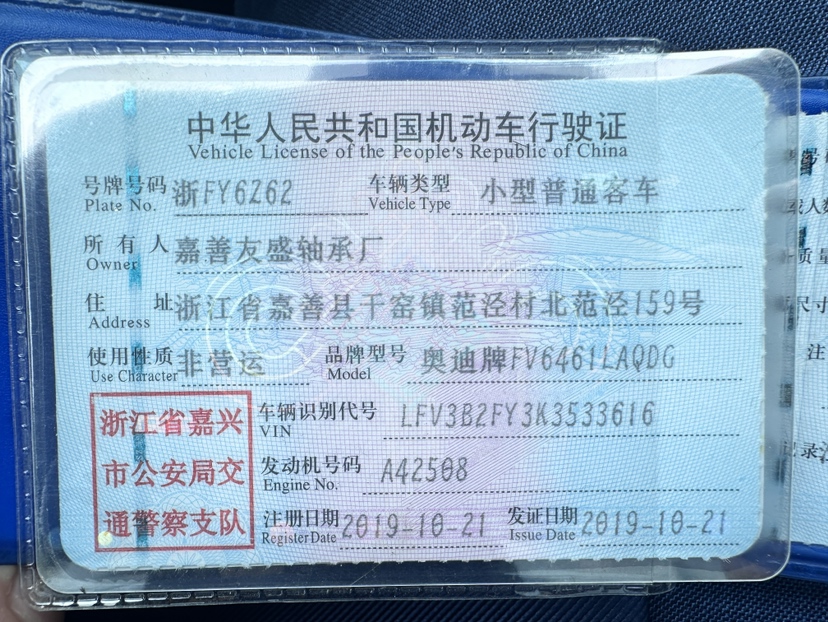 中华人民共和国机动车行驶证
Vehicle License of the People's Republic of China
号牌号码 浙FY6Z62 车辆类型 小型普通客车
Plate No. Vehicle Type
所有人 嘉善友盛轴承厂
Owner
住址 浙江省嘉善县干窑镇范泾村北范泾159号
Address
使用性质 非营运 品牌型号 奥迪牌FV6461LAQDG
Use Character Model
浙江省嘉兴
市公安局交
通警察支队
车辆识别代号 LFV3B2FY3K3533616
VIN
发动机号码 A42508
Engine No.
注册日期 2019-10-21 发证日期 2019-10-21
Register Date Issue Date
质量
尺寸
注